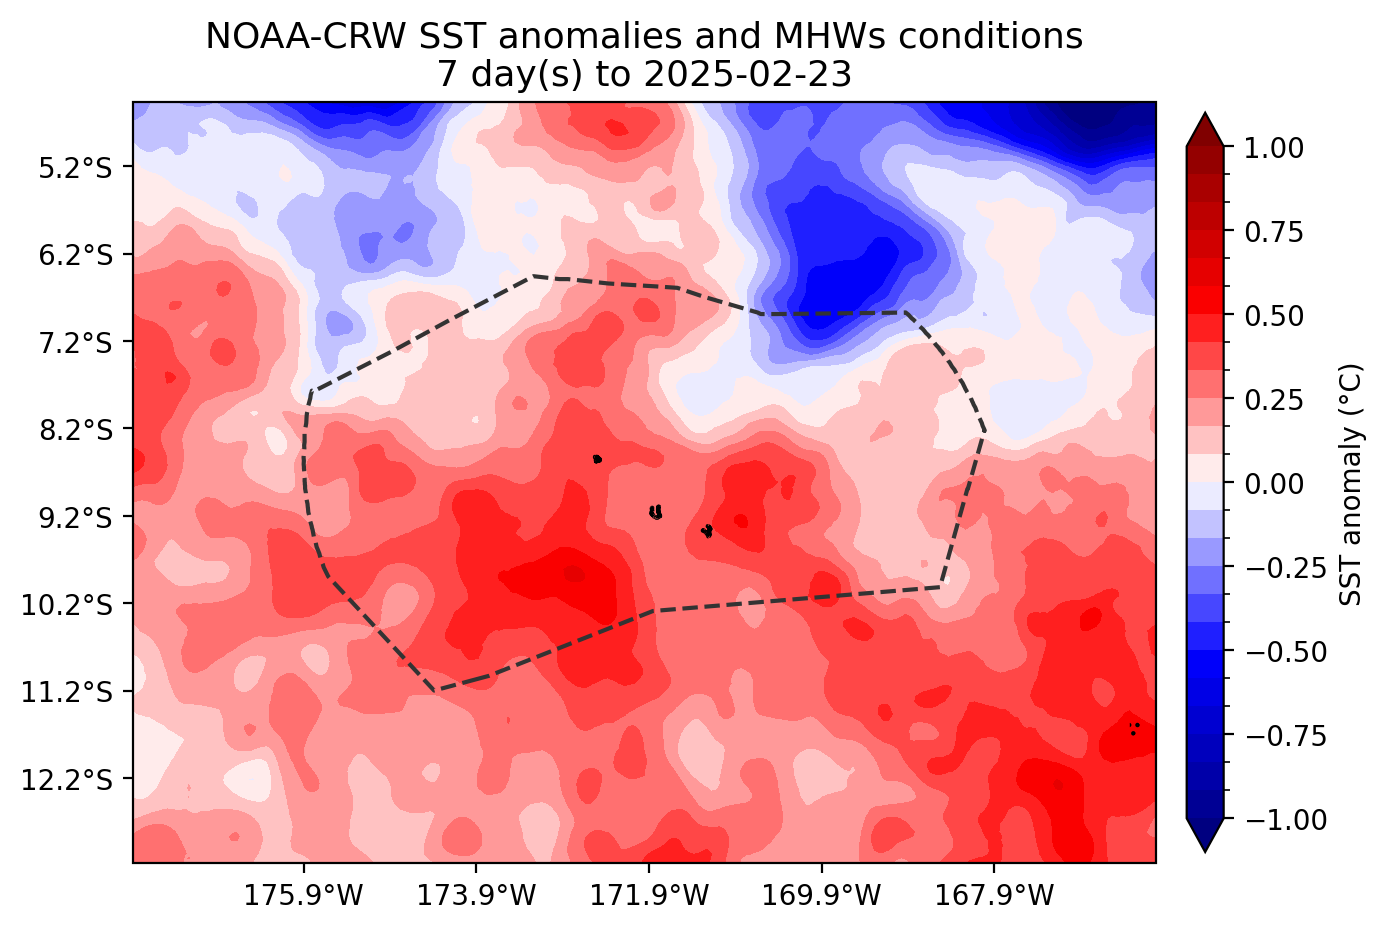 NOAA-CRW SST anomalies and MHWs conditions
7 day(s) to 2025-02-23
5.2°S
6.2°S
7.2°S
8.2°S
9.2°S
10.2°S
11.2°S
12.2°S
175.9°W
173.9°W
171.9°W
169.9°W
167.9°W
1.00
0.75
0.50
0.25
0.00
−0.25
−0.50
−0.75
−1.00
SST anomaly (°C)